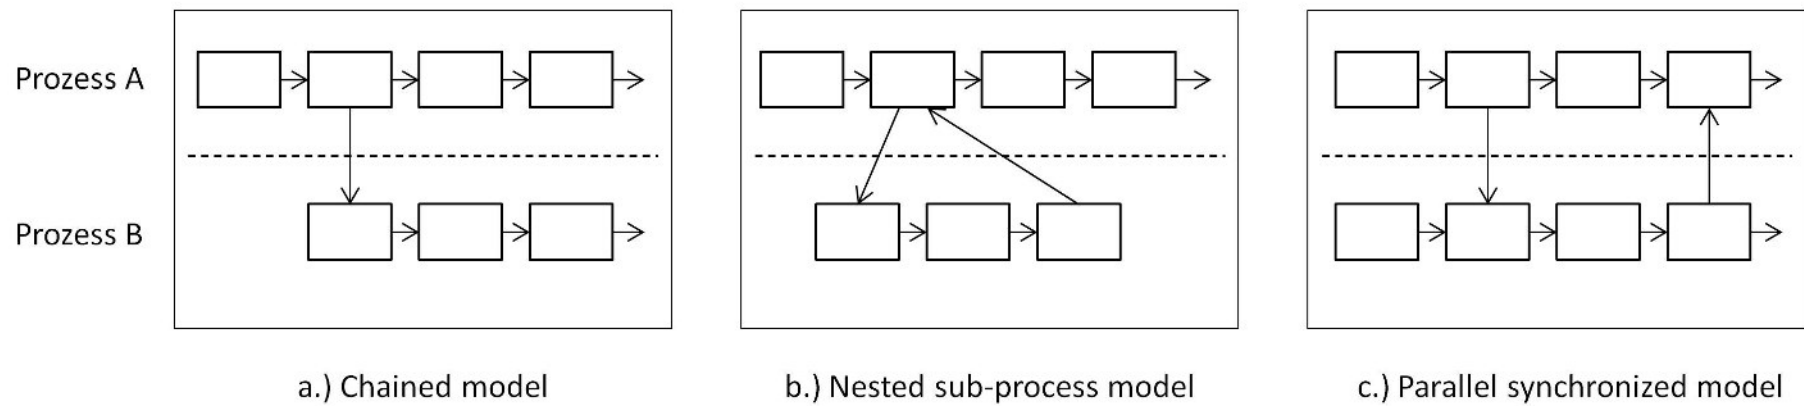 Prozess A
Prozess B
a.) Chained model
b.) Nested sub-process model
c.) Parallel synchronized model